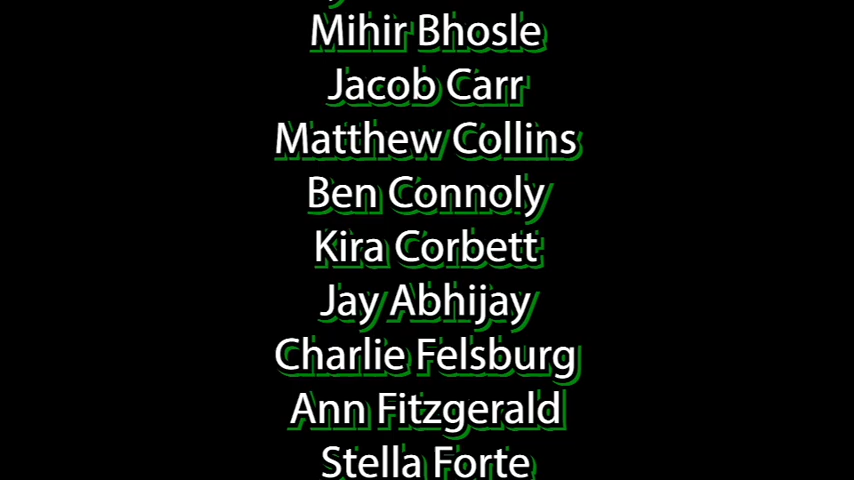 Mihir Bhosle
Jacob Carr
Matthew Collins
Ben Connoly
Kira Corbett
Jay Abhijay
Charlie Felsburg
Ann Fitzgerald
Stella Forte